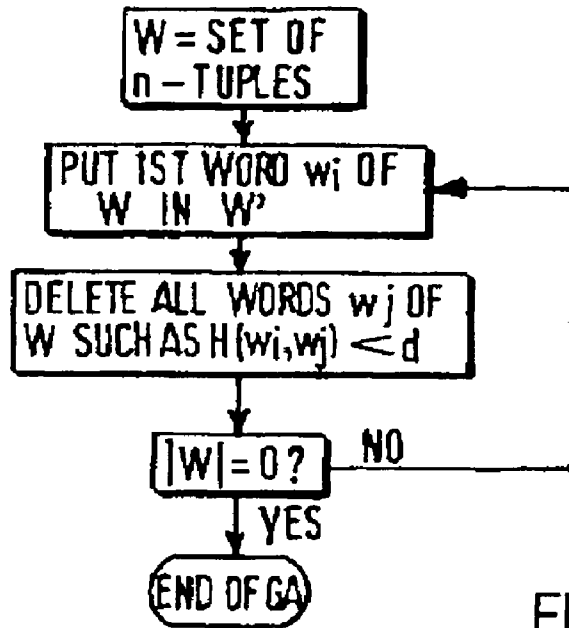 W = SET OF
n - TUPLES
PUT 1ST WORD wi OF
W IN W'
DELETE ALL WORDS wj OF
W SUCH AS H(wi,wj) < d
|W| = 0 ?
NO
YES
END OF GA